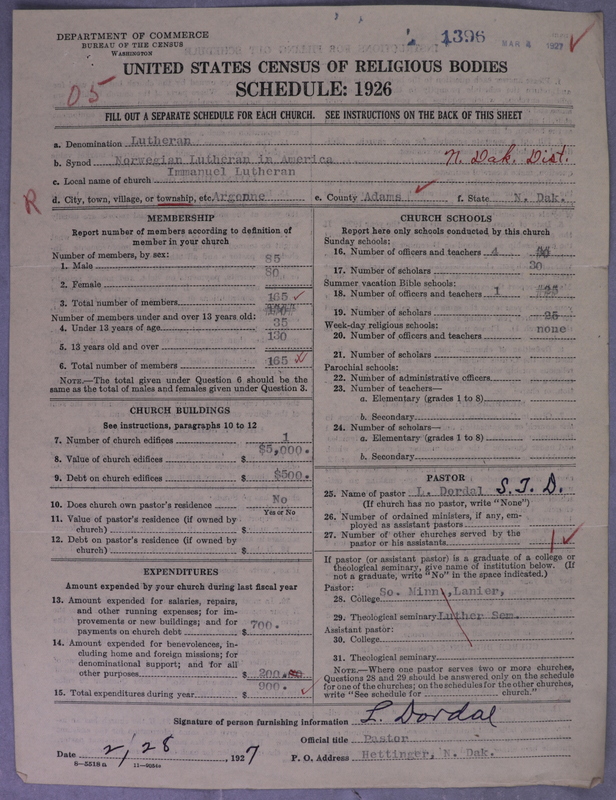 DEPARTMENT OF COMMERCE
BUREAU OF THE CENSUS
WASHINGTON
1396
MAR 4 1927
UNITED STATES CENSUS OF RELIGIOUS BODIES
05
SCHEDULE: 1926
FILL OUT A SEPARATE SCHEDULE FOR EACH CHURCH. SEE INSTRUCTIONS ON THE BACK OF THIS SHEET
a. Denomination Lutheran
b. Synod Norwegian Lutheran in America N. Dak. Dist.
c. Local name of church Immanuel Lutheran
R d. City, town, village, or township, etc. Argonne e. County Adams f. State N. Dak.
MEMBERSHIP
Report number of members according to definition of
member in your church
Number of members, by sex:
1. Male 85
2. Female 80
3. Total number of members 165
Number of members under and over 13 years old:
4. Under 13 years of age 35
5. 13 years old and over 130
6. Total number of members 165
NOTE.—The total given under Question 6 should be the
same as the total of males and females given under Question 3.
CHURCH BUILDINGS
See instructions, paragraphs 10 to 12
7. Number of church edifices 1
8. Value of church edifices $ $5,000.
9. Debt on church edifices $ $500.
10. Does church own pastor's residence No
Yes or No
11. Value of pastor's residence (if owned by
church) $
12. Debt on pastor's residence (if owned by
church) $
EXPENDITURES
Amount expended by your church during last fiscal year
13. Amount expended for salaries, repairs,
and other running expenses; for im-
provements or new buildings; and for
payments on church debt $ 700.
14. Amount expended for benevolences, in-
cluding home and foreign missions; for
denominational support; and for all
other purposes $ 200.
15. Total expenditures during year $ 900.
CHURCH SCHOOLS
Report here only schools conducted by this church
Sunday schools:
16. Number of officers and teachers 4
17. Number of scholars 30
Summer vacation Bible schools:
18. Number of officers and teachers 1
19. Number of scholars 25
Week-day religious schools:
20. Number of officers and teachers none
21. Number of scholars
Parochial schools:
22. Number of administrative officers
23. Number of teachers—
a. Elementary (grades 1 to 8)
b. Secondary
24. Number of scholars—
a. Elementary (grades 1 to 8)
b. Secondary
PASTOR
25. Name of pastor L. Dordal S.T.D.
(If church has no pastor, write "None")
26. Number of ordained ministers, if any, em-
ployed as assistant pastors
27. Number of other churches served by the
pastor or his assistants 1
If pastor (or assistant pastor) is a graduate of a college or
theological seminary, give name of institution below. (If
not a graduate, write "No" in the space indicated.)
Pastor:
28. College So. Minn, Lanier,
29. Theological seminary Luther Sem.
Assistant pastor:
30. College
31. Theological seminary
NOTE.—Where one pastor serves two or more churches,
Questions 28 and 29 should be answered only on the schedule
for one of the churches; on the schedules for the other churches,
write "See schedule for church."
Signature of person furnishing information L. Dordal
Official title Pastor
Date 2/28, 1927 P. O. Address Hettinger, N. Dak.
8—5518 a 11—9034